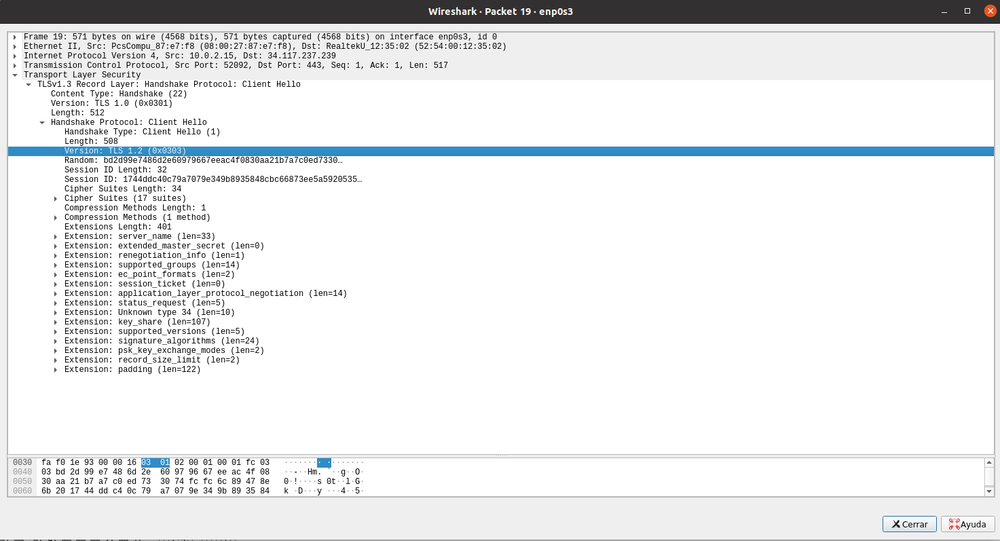 Wireshark · Packet 19 · enp0s3
Frame 19: 571 bytes on wire (4568 bits), 571 bytes captured (4568 bits) on interface enp0s3, id 0
Ethernet II, Src: PcsCompu_87:e7:f8 (08:00:27:87:e7:f8), Dst: RealtekU_12:35:02 (52:54:00:12:35:02)
Internet Protocol Version 4, Src: 10.0.2.15, Dst: 34.117.237.239
Transmission Control Protocol, Src Port: 52092, Dst Port: 443, Seq: 1, Ack: 1, Len: 517
Transport Layer Security
TLSv1.3 Record Layer: Handshake Protocol: Client Hello
Content Type: Handshake (22)
Version: TLS 1.0 (0x0301)
Length: 512
Handshake Protocol: Client Hello
Handshake Type: Client Hello (1)
Length: 508
Version: TLS 1.2 (0x0303)
Random: bd2d99e7486d2e60979667eeac4f0830aa21b7a7c0ed7330…
Session ID Length: 32
Session ID: 1744ddc40c79a7079e349b8935848cbc66873ee5a5920535…
Cipher Suites Length: 34
Cipher Suites (17 suites)
Compression Methods Length: 1
Compression Methods (1 method)
Extensions Length: 401
Extension: server_name (len=33)
Extension: extended_master_secret (len=0)
Extension: renegotiation_info (len=1)
Extension: supported_groups (len=14)
Extension: ec_point_formats (len=2)
Extension: session_ticket (len=0)
Extension: application_layer_protocol_negotiation (len=14)
Extension: status_request (len=5)
Extension: Unknown type 34 (len=10)
Extension: key_share (len=107)
Extension: supported_versions (len=5)
Extension: signature_algorithms (len=24)
Extension: psk_key_exchange_modes (len=2)
Extension: record_size_limit (len=2)
Extension: padding (len=122)
0030 fa f0 1e 93 00 00 16 03 01 02 00 01 00 01 fc 03 ········ ········
0040 03 bd 2d 99 e7 48 6d 2e 60 97 96 67 ee ac 4f 08 ··-··Hm. `··g··O·
0050 30 aa 21 b7 a7 c0 ed 73 30 74 fc fc 6c 89 47 8e 0·!····s 0t··l·G·
0060 6b 20 17 44 dd c4 0c 79 a7 07 9e 34 9b 89 35 84 k ·D···y ···4··5·
Cerrar
Ayuda